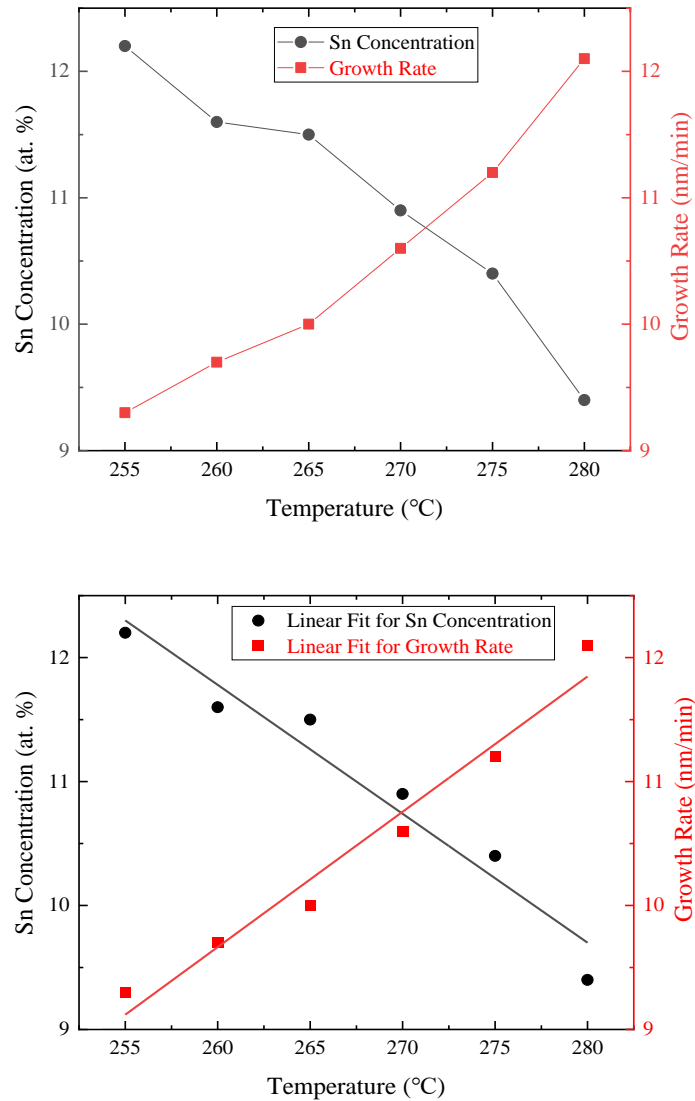 Sn Concentration
Growth Rate
12
11
10
9
12
11
10
9
Sn Concentration (at. %)
Growth Rate (nm/min)
255 260 265 270 275 280
Temperature (℃)
Linear Fit for Sn Concentration
Linear Fit for Growth Rate
12
11
10
9
12
11
10
9
Sn Concentration (at. %)
Growth Rate (nm/min)
255 260 265 270 275 280
Temperature (℃)